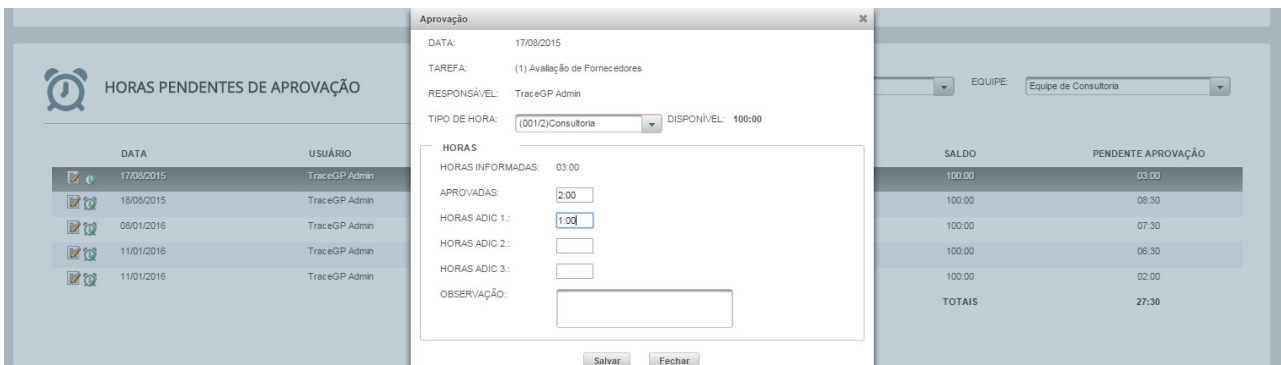 Aprovação
DATA: 17/08/2015
TAREFA: (1) Avaliação de Fornecedores
RESPONSÁVEL: TraceGP Admin
TIPO DE HORA: (001/2)Consultoria DISPONÍVEL: 100:00
HORAS
HORAS INFORMADAS: 03:00
APROVADAS: 2:00
HORAS ADIC 1.: 1:00
HORAS ADIC 2.:
HORAS ADIC 3.:
OBSERVAÇÃO:
Salvar Fechar
HORAS PENDENTES DE APROVAÇÃO
EQUIPE: Equipe de Consultoria
DATA USUÁRIO SALDO PENDENTE APROVAÇÃO
17/08/2015 TraceGP Admin 100:00 03:00
18/08/2015 TraceGP Admin 100:00 08:30
08/01/2016 TraceGP Admin 100:00 07:30
11/01/2016 TraceGP Admin 100:00 06:30
11/01/2016 TraceGP Admin 100:00 02:00
TOTAIS 27:30